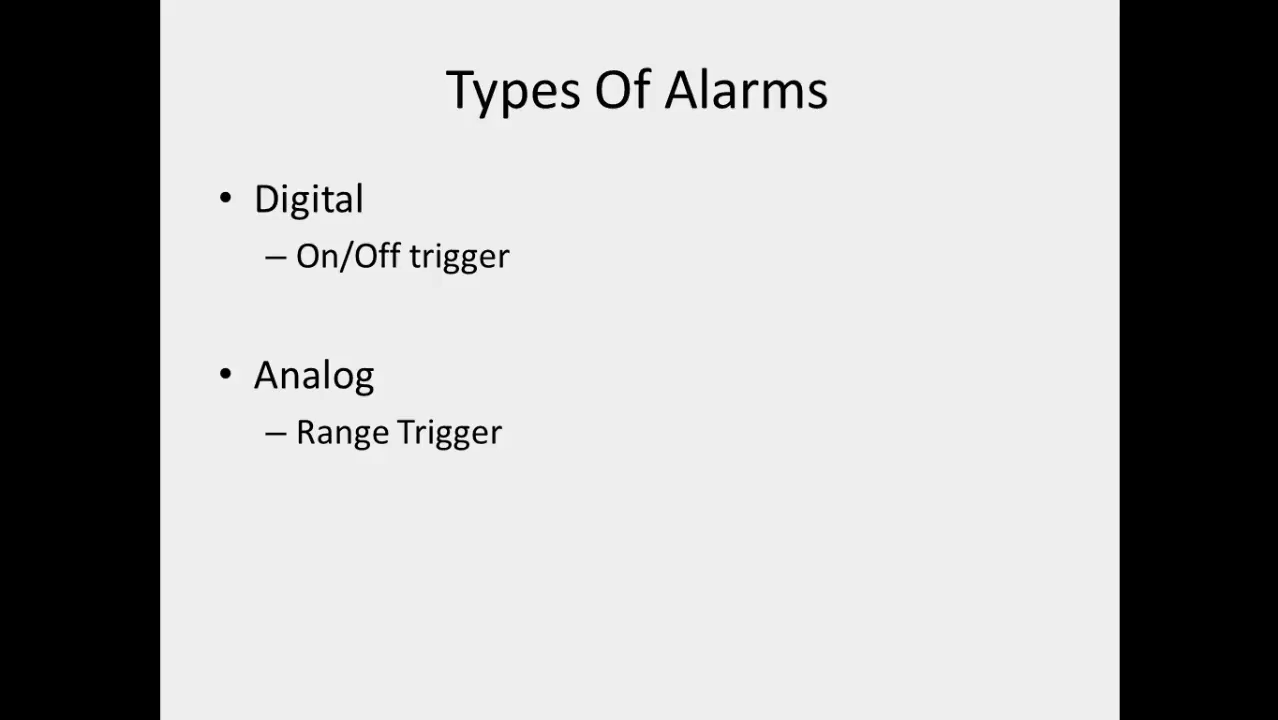 Types Of Alarms
• Digital
– On/Off trigger
• Analog
– Range Trigger